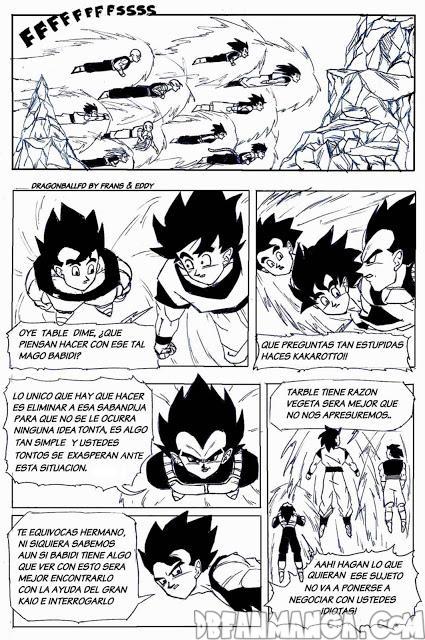 FFFFFFFFSSSS
DRAGONBALLFD BY FRANS & EDDY
OYE TABLE DIME, ¿QUE
PIENSAN HACER CON ESE TAL
MAGO BABIDI?
QUE PREGUNTAS TAN ESTUPIDAS
HACES KAKAROTTO!!
LO UNICO QUE HAY QUE HACER
ES ELIMINAR A ESA SABANDIJA
PARA QUE NO SE LE OCURRA
NINGUNA IDEA TONTA, ES ALGO
TAN SIMPLE Y USTEDES
TONTOS SE EXASPERAN ANTE
ESTA SITUACION.
TARBLE TIENE RAZON
VEGETA SERA MEJOR QUE
NO NOS APRESUREMOS..
TE EQUIVOCAS HERMANO,
NI SIQUIERA SABEMOS
AUN SI BABIDI TIENE ALGO
QUE VER CON ESTO SERA
MEJOR ENCONTRARLO
CON LA AYUDA DEL GRAN
KAIO E INTERROGARLO
AAH! HAGAN LO QUE
QUIERAN ESE SUJETO
NO VA A PONERSE A
NEGOCIAR CON USTEDES
IDIOTAS!
DBFANMANGA.COM